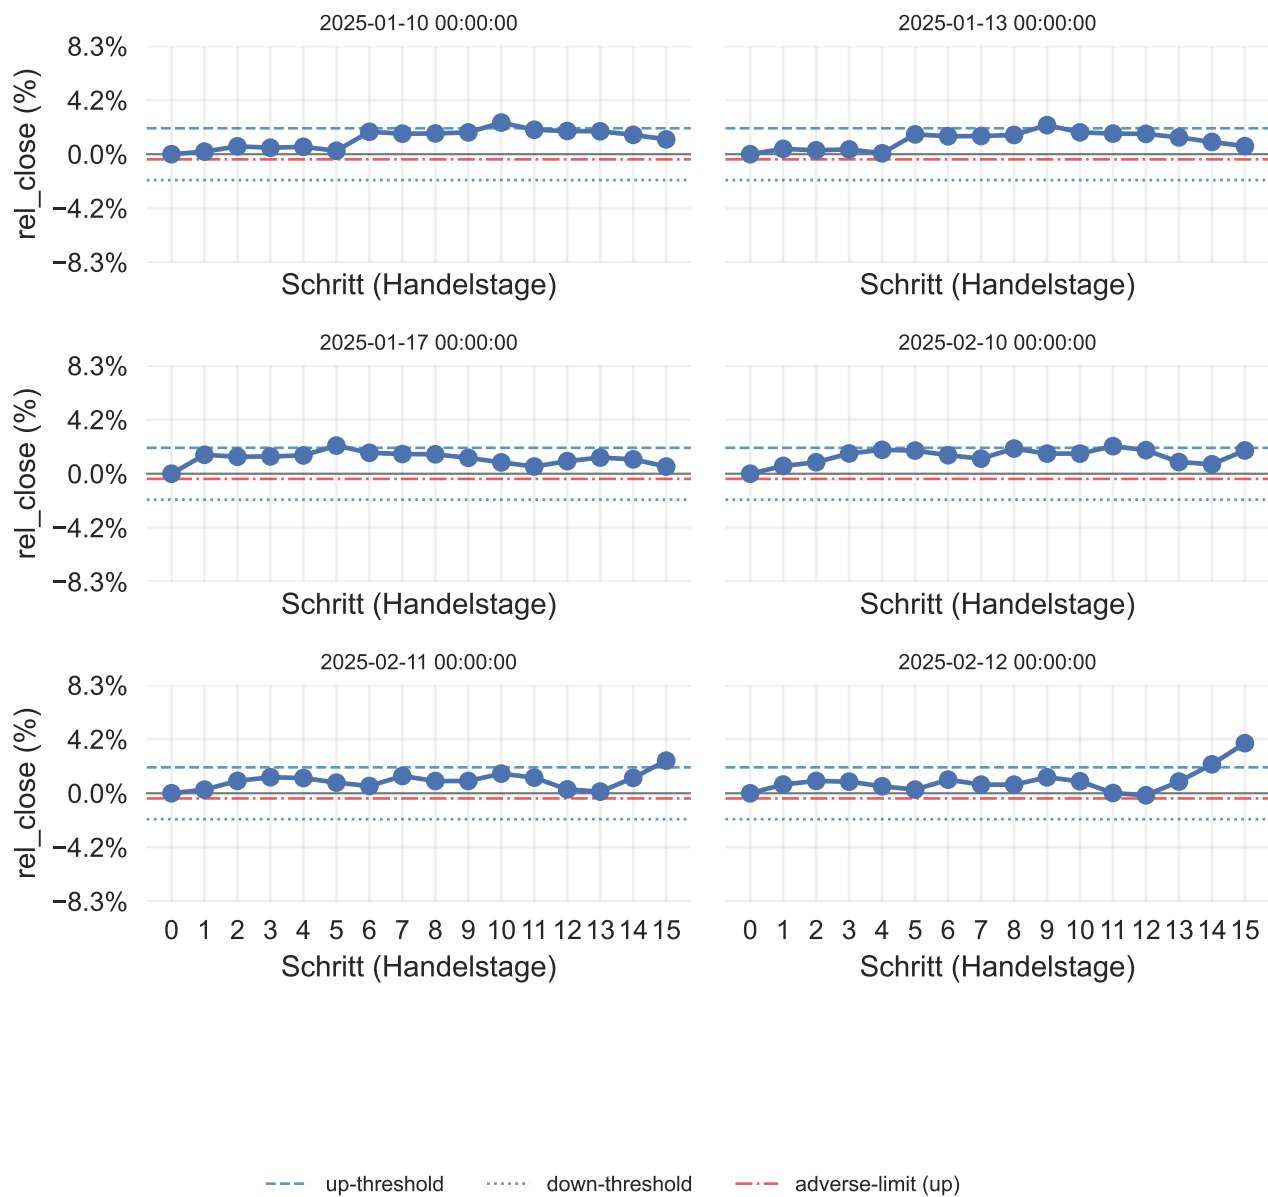 2025-01-10 00:00:00
2025-01-13 00:00:00
8.3%
4.2%
0.0%
−4.2%
−8.3%
rel_close (%)
Schritt (Handelstage)
Schritt (Handelstage)
2025-01-17 00:00:00
2025-02-10 00:00:00
8.3%
4.2%
0.0%
−4.2%
−8.3%
rel_close (%)
Schritt (Handelstage)
Schritt (Handelstage)
2025-02-11 00:00:00
2025-02-12 00:00:00
8.3%
4.2%
0.0%
−4.2%
−8.3%
rel_close (%)
0 1 2 3 4 5 6 7 8 9 10 11 12 13 14 15
0 1 2 3 4 5 6 7 8 9 10 11 12 13 14 15
Schritt (Handelstage)
Schritt (Handelstage)
up-threshold
down-threshold
adverse-limit (up)